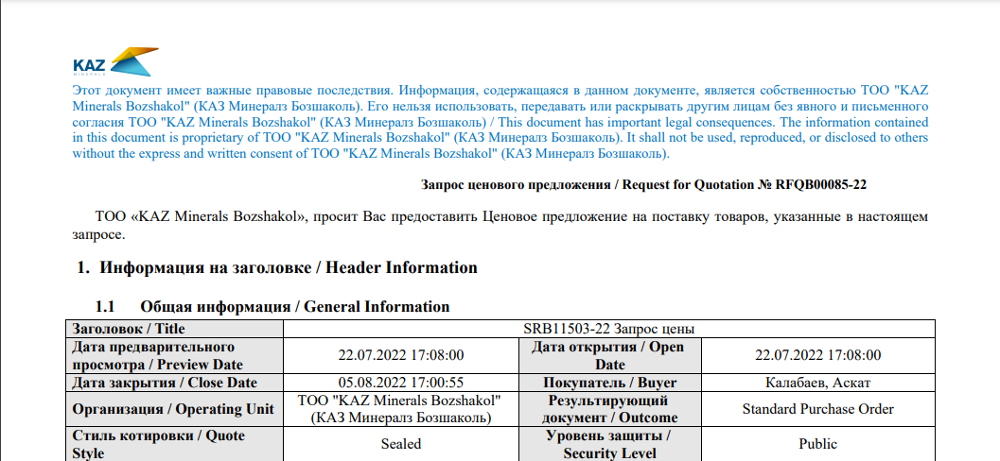 KAZ
MINERALS
Этот документ имеет важные правовые последствия. Информация, содержащаяся в данном документе, является собственностью ТОО "KAZ
Minerals Bozshakol" (КАЗ Минералз Бозшаколь). Его нельзя использовать, передавать или раскрывать другим лицам без явного и письменного
согласия ТОО "KAZ Minerals Bozshakol" (КАЗ Минералз Бозшаколь) / This document has important legal consequences. The information contained
in this document is proprietary of ТОО "KAZ Minerals Bozshakol" (КАЗ Минералз Бозшаколь). It shall not be used, reproduced, or disclosed to others
without the express and written consent of ТОО "KAZ Minerals Bozshakol" (КАЗ Минералз Бозшаколь).
Запрос ценового предложения / Request for Quotation № RFQB00085-22
ТОО «KAZ Minerals Bozshakol», просит Вас предоставить Ценовое предложение на поставку товаров, указанные в настоящем
запросе.
1. Информация на заголовке / Header Information
1.1 Общая информация / General Information
Заголовок / Title SRB11503-22 Запрос цены
Дата предварительного
просмотра / Preview Date 22.07.2022 17:08:00 Дата открытия / Open
Date 22.07.2022 17:08:00
Дата закрытия / Close Date 05.08.2022 17:00:55 Покупатель / Buyer Калабаев, Аскат
Организация / Operating Unit ТОО "KAZ Minerals Bozshakol"
(КАЗ Минералз Бозшаколь) Результирующий
документ / Outcome Standard Purchase Order
Стиль котировки / Quote
Style Sealed Уровень защиты /
Security Level Public